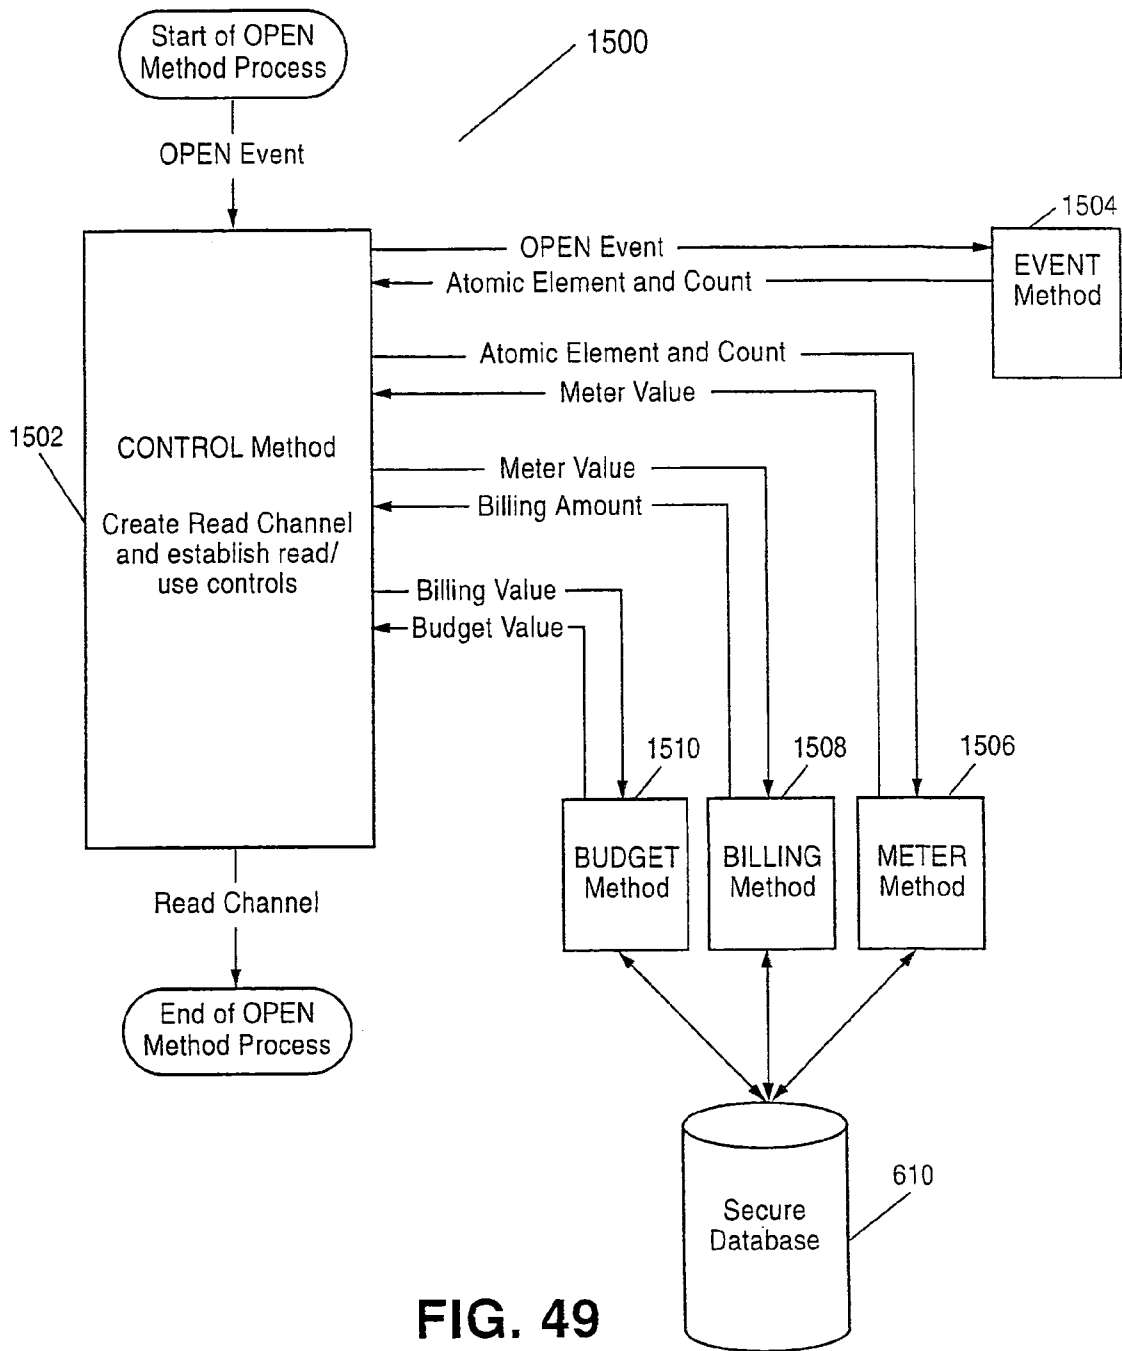 Start of OPEN
Method Process
1500
OPEN Event
1504
OPEN Event
EVENT
Method
Atomic Element and Count
Atomic Element and Count
Meter Value
1502
CONTROL Method
Meter Value
Billing Amount
Create Read Channel
and establish read/
use controls
Billing Value
Budget Value
1510
1508
1506
BUDGET
Method
BILLING
Method
METER
Method
Read Channel
End of OPEN
Method Process
610
Secure
Database
FIG. 49